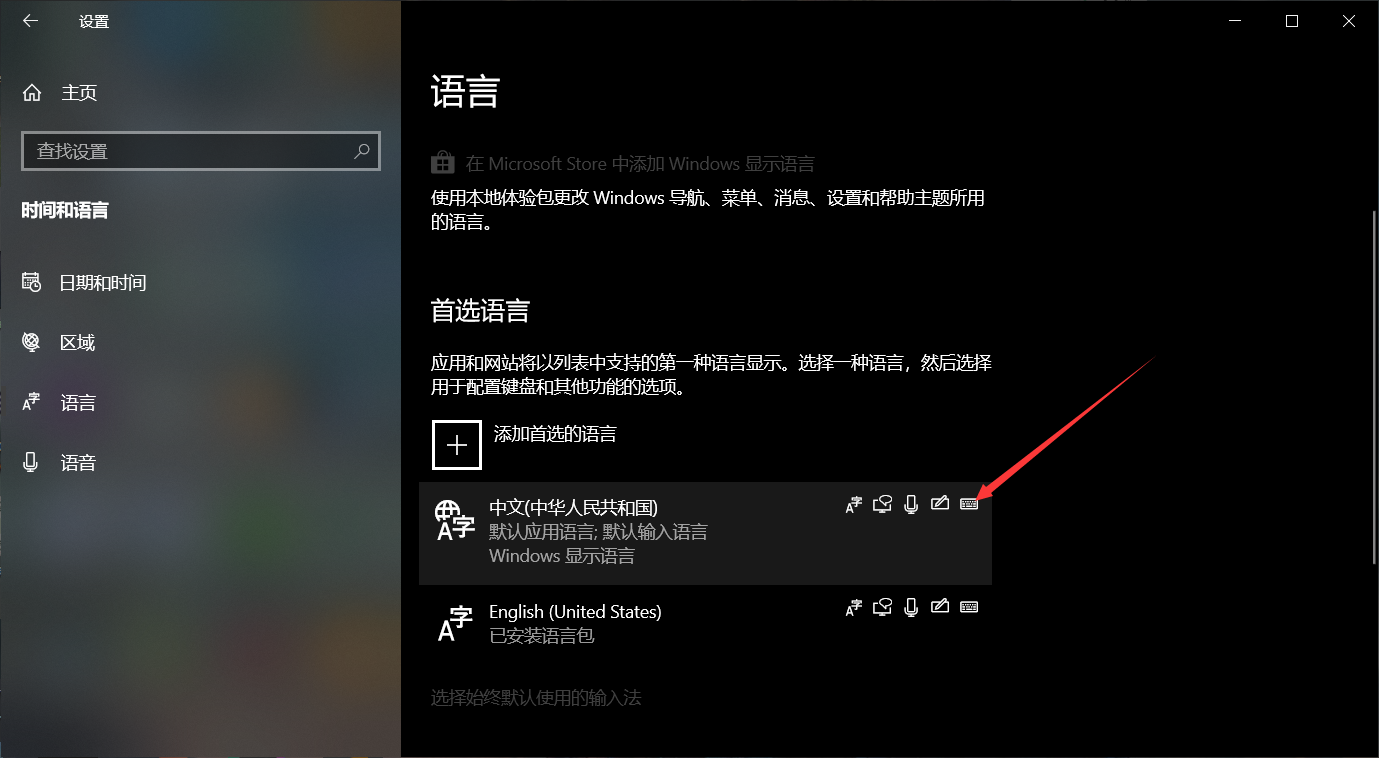 设置
主页
查找设置
时间和语言
日期和时间
区域
语言
语音
语言
在 Microsoft Store 中添加 Windows 显示语言
使用本地体验包更改 Windows 导航、菜单、消息、设置和帮助主题所用
的语言。
首选语言
应用和网站将以列表中支持的第一种语言显示。选择一种语言，然后选择
用于配置键盘和其他功能的选项。
添加首选的语言
中文(中华人民共和国)
默认应用语言; 默认输入语言
Windows 显示语言
English (United States)
已安装语言包
选择始终默认使用的输入法